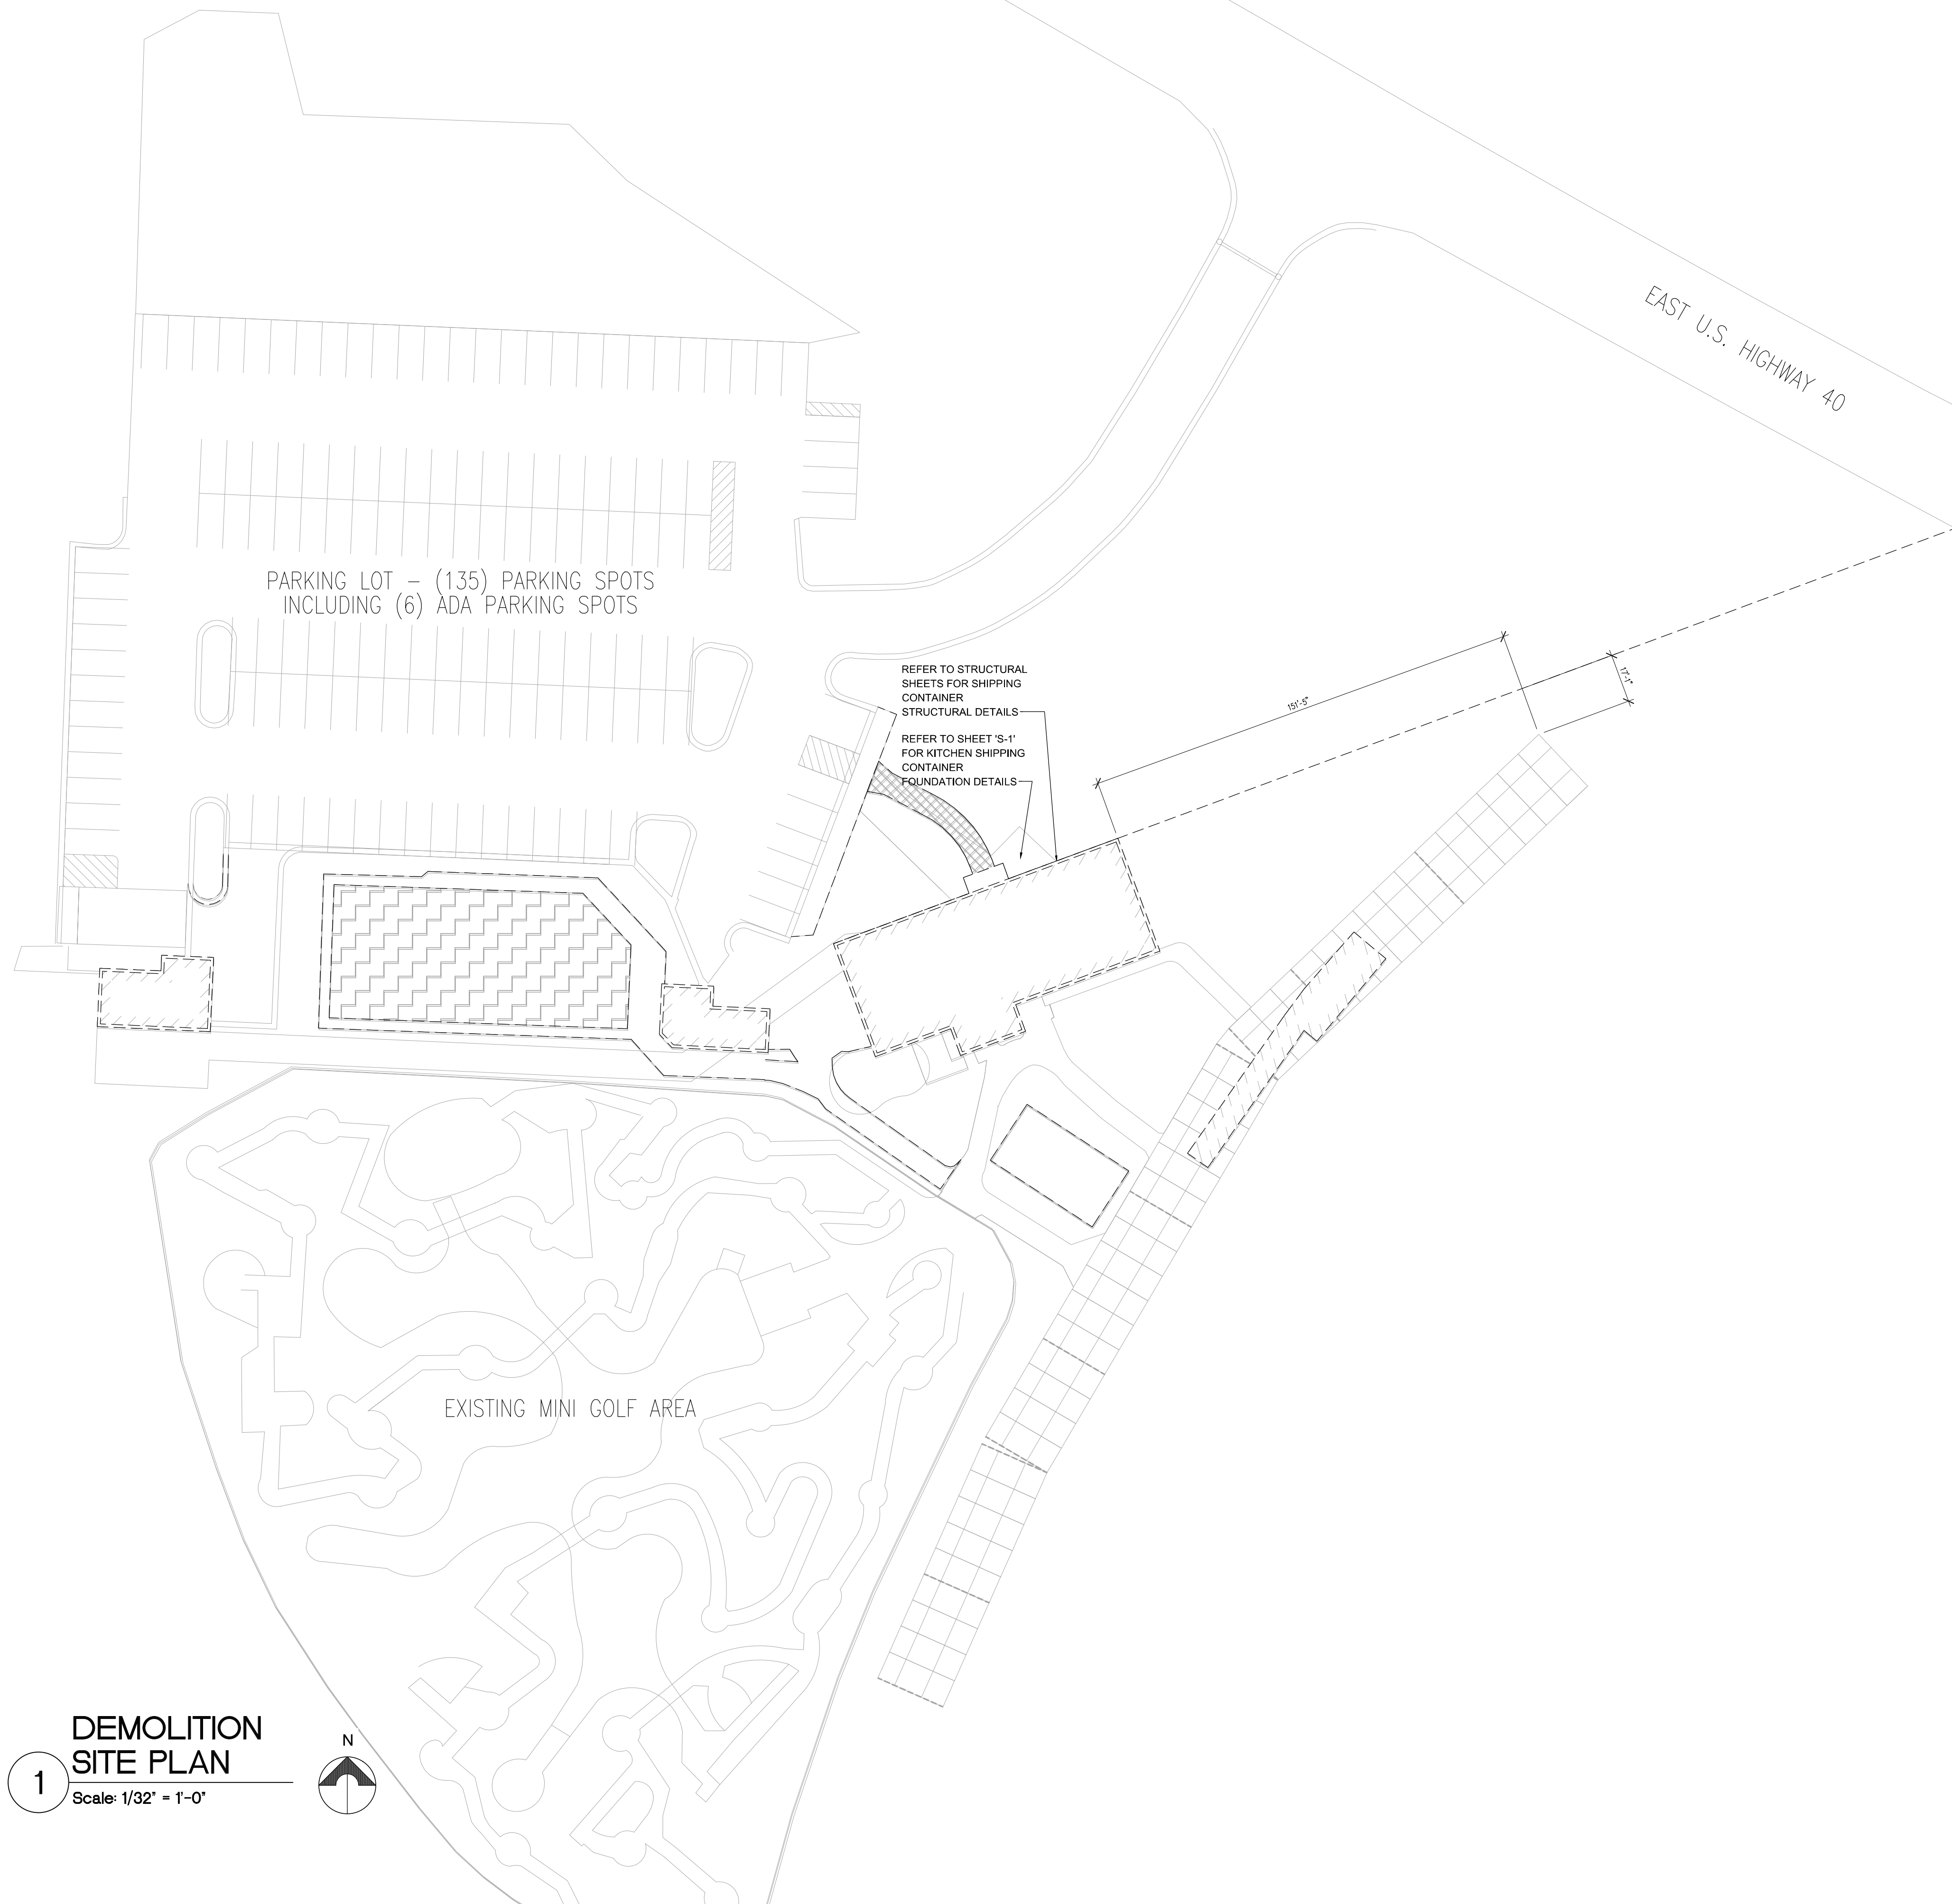 EAST U.S. HIGHWAY 40
PARKING LOT – (135) PARKING SPOTS
INCLUDING (6) ADA PARKING SPOTS
REFER TO STRUCTURAL
SHEETS FOR SHIPPING
CONTAINER
STRUCTURAL DETAILS
REFER TO SHEET 'S-1'
FOR KITCHEN SHIPPING
CONTAINER
FOUNDATION DETAILS
151'-5"
17'-1"
EXISTING MINI GOLF AREA
1
DEMOLITION
SITE PLAN
Scale: 1/32" = 1'-0"
N